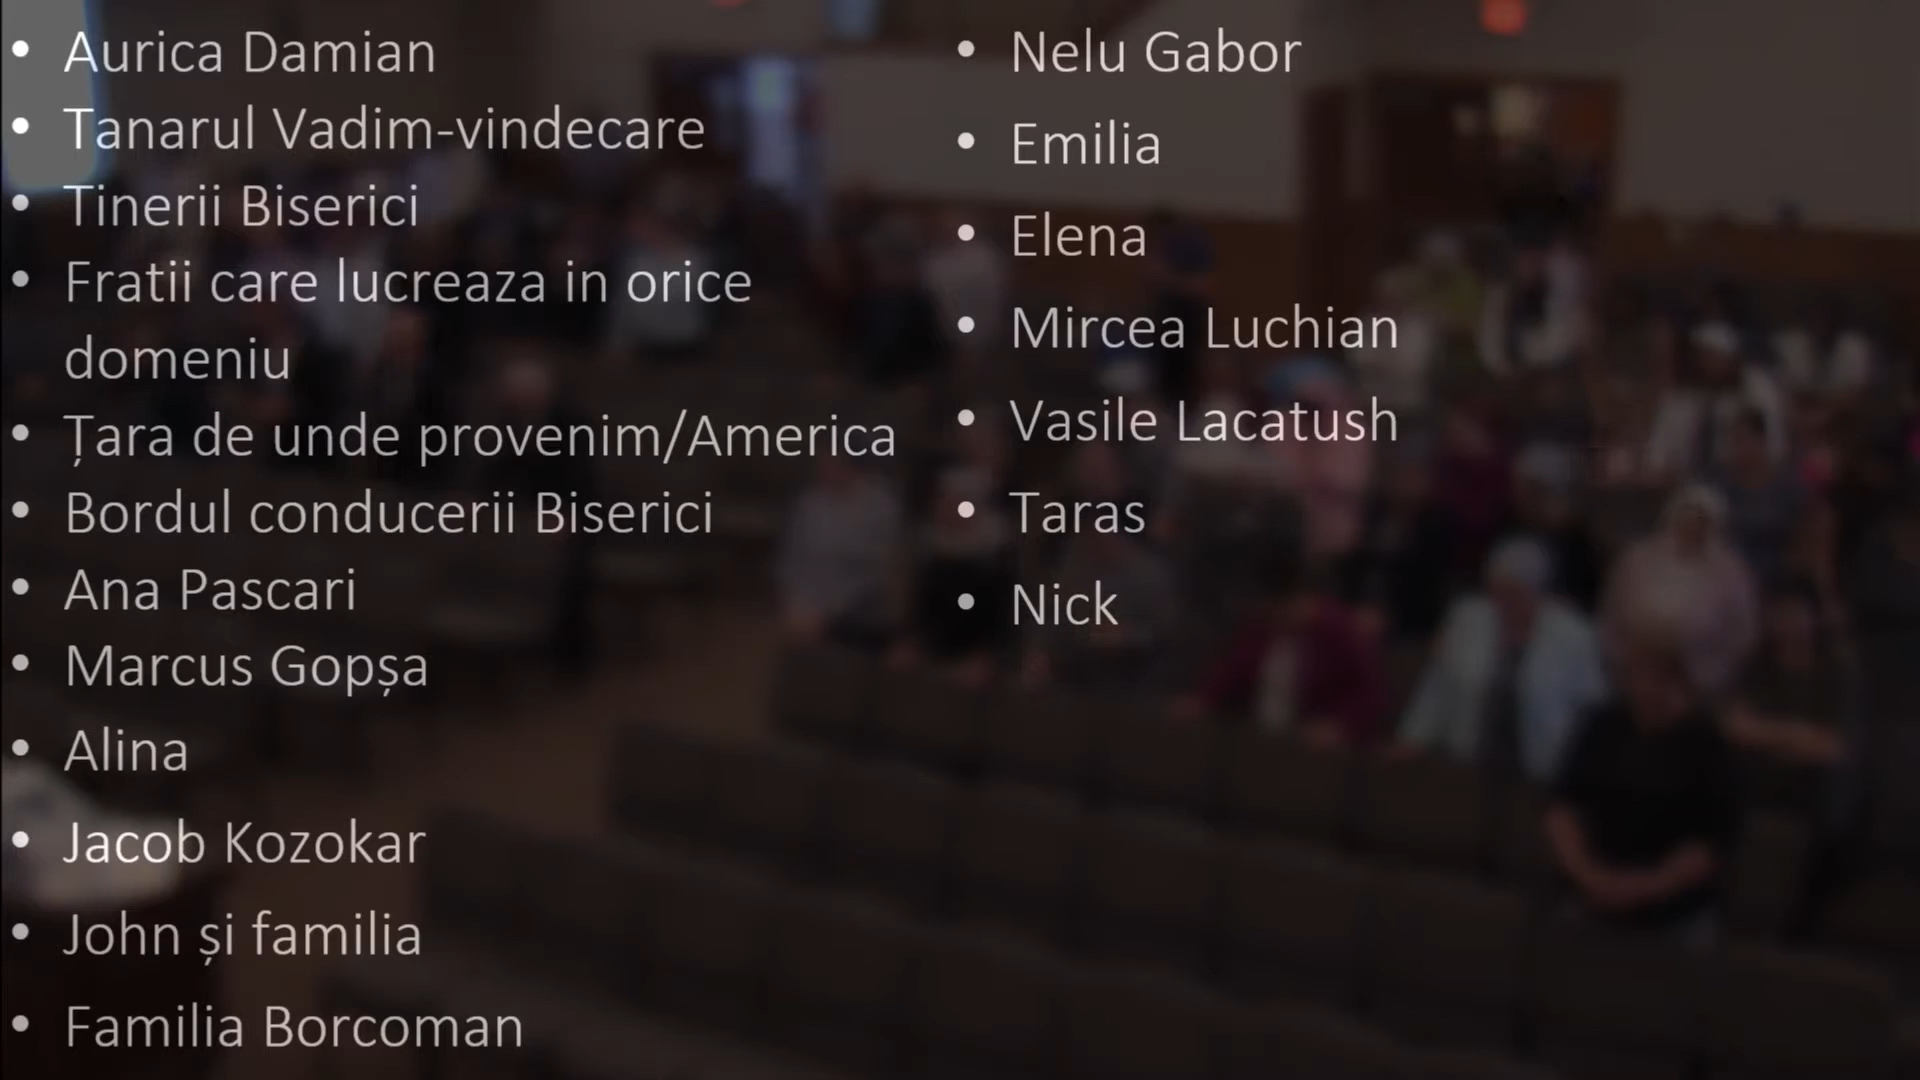 • Aurica Damian
• Tanarul Vadim-vindecare
• Tinerii Biserici
• Fratii care lucreaza in orice
domeniu
• Țara de unde provenim/America
• Bordul conducerii Biserici
• Ana Pascari
• Marcus Gopșa
• Alina
• Jacob Kozokar
• John și familia
• Familia Borcoman
• Nelu Gabor
• Emilia
• Elena
• Mircea Luchian
• Vasile Lacatush
• Taras
• Nick